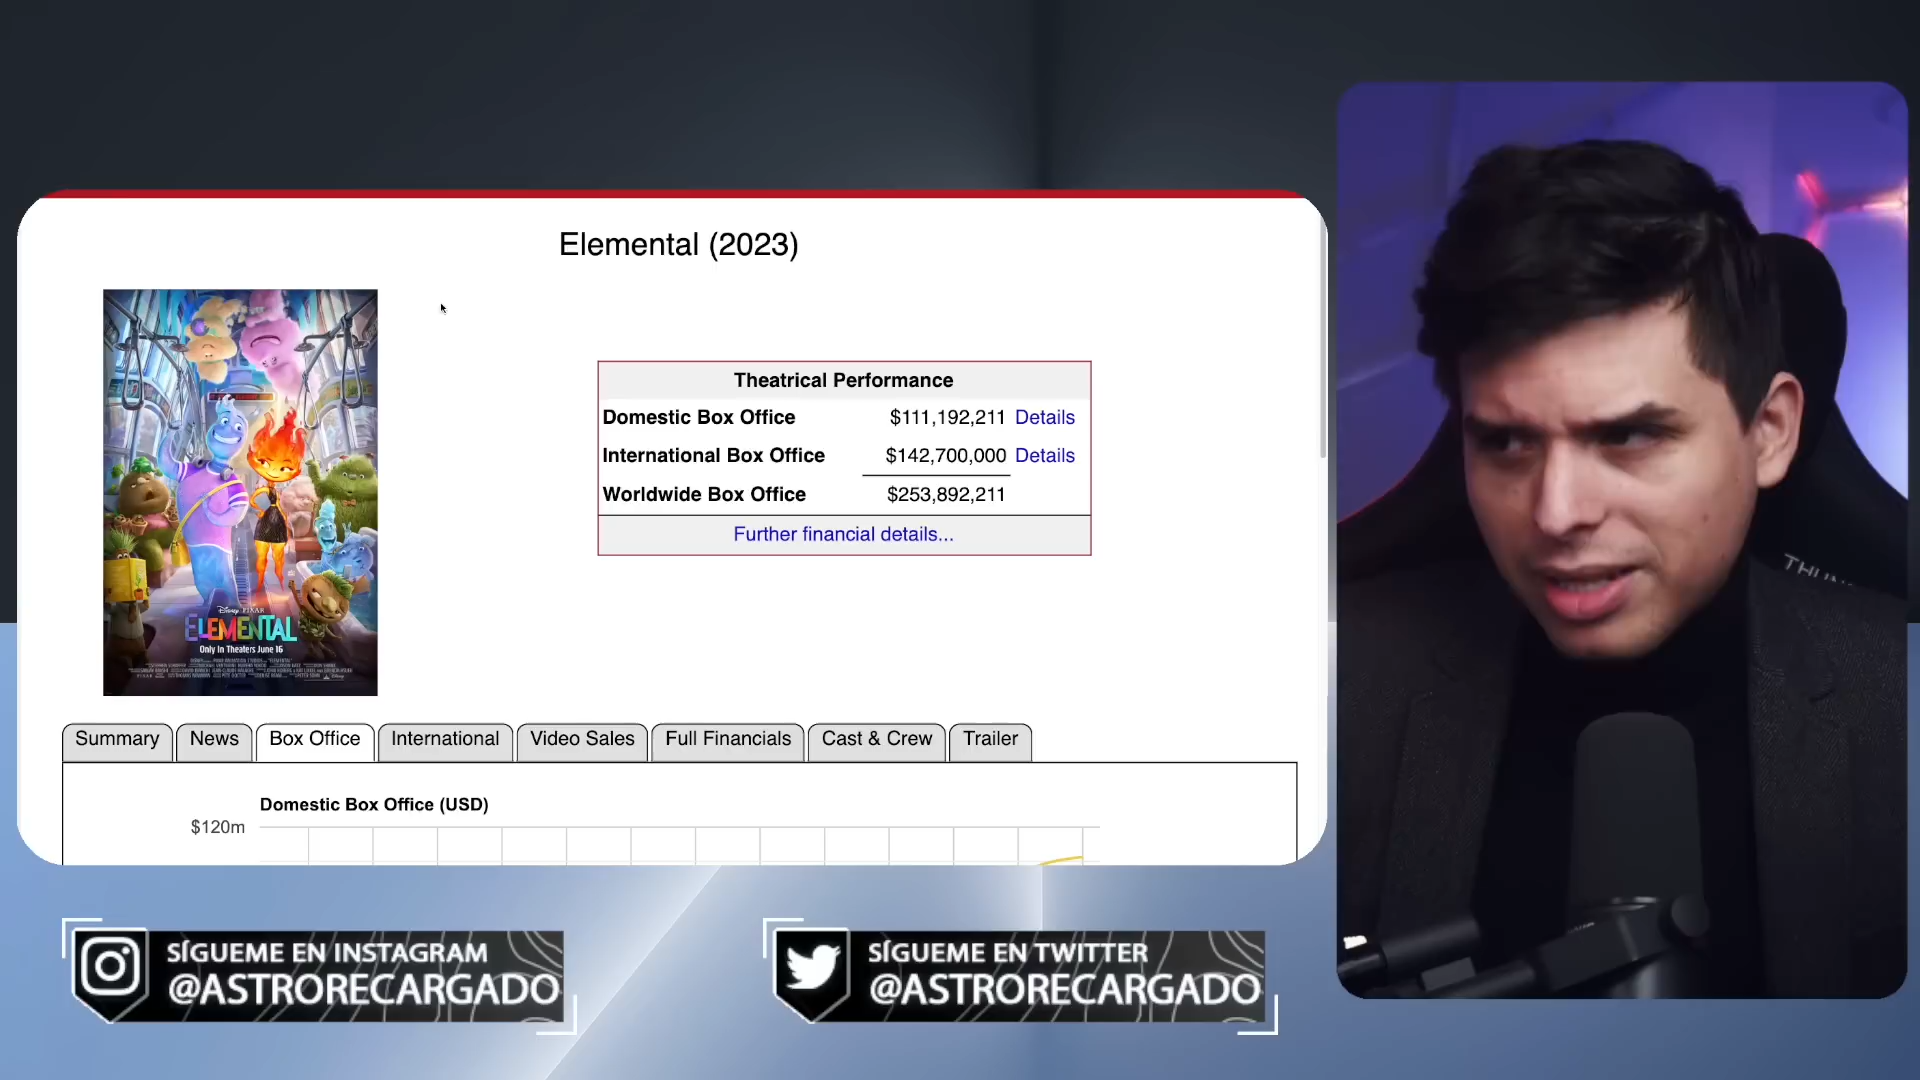 Elemental (2023)
Disney PIXAR
ELEMENTAL
Only In Theaters June 16
Theatrical Performance
Domestic Box Office $111,192,211 Details
International Box Office $142,700,000 Details
Worldwide Box Office $253,892,211
Further financial details...
Summary News Box Office International Video Sales Full Financials Cast & Crew Trailer
Domestic Box Office (USD)
$120m
SÍGUEME EN INSTAGRAM
@ASTRORECARGADO
SÍGUEME EN TWITTER
@ASTRORECARGADO